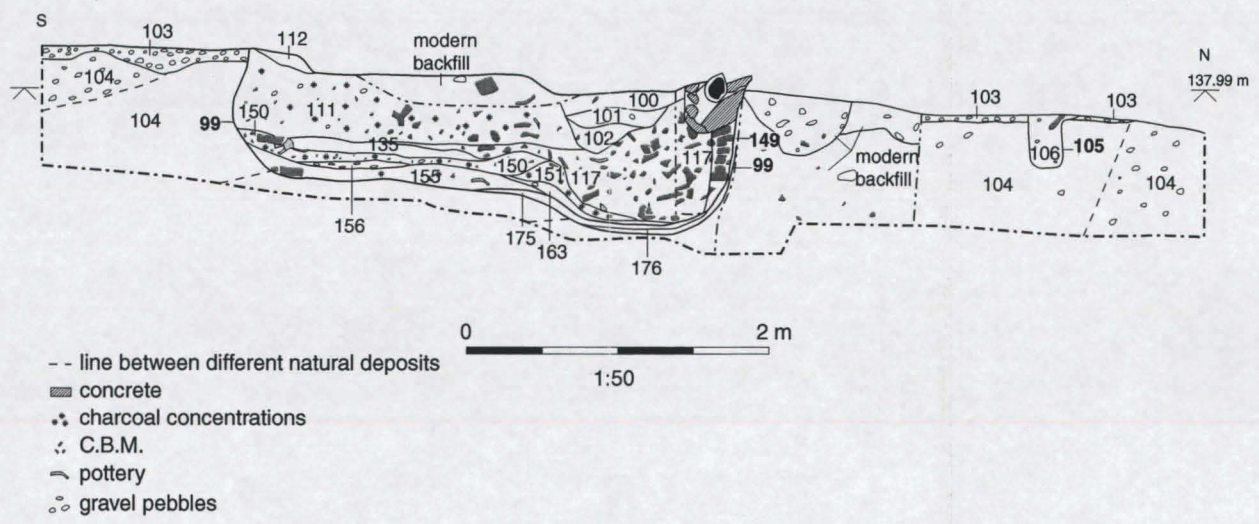 S
103
112
modern
backfill
N
137.99 m
104
100
103
103
150
111
101
99
104
102
135
149
106
105
117
99
modern
backfill
150
151
117
155
104
104
156
175
163
176
0
2 m
1:50
line between different natural deposits
concrete
charcoal concentrations
C.B.M.
pottery
gravel pebbles